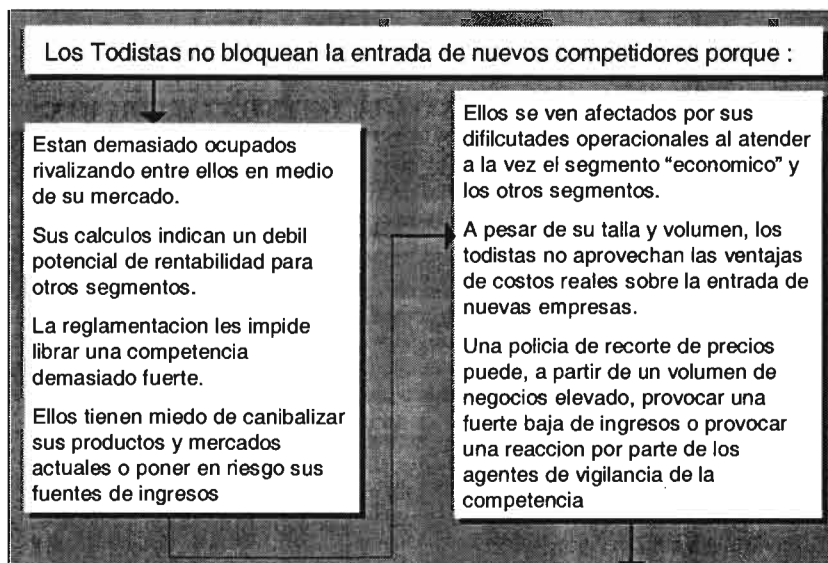 Los Todistas no bloquean la entrada de nuevos competidores porque :
Estan demasiado ocupados
rivalizando entre ellos en medio
de su mercado.
Sus calculos indican un debil
potencial de rentabilidad para
otros segmentos.
La reglamentacion les impide
librar una competencia
demasiado fuerte.
Ellos tienen miedo de canibalizar
sus productos y mercados
actuales o poner en riesgo sus
fuentes de ingresos
Ellos se ven afectados por sus
difilcutades operacionales al atender
a la vez el segmento "economico" y
los otros segmentos.
A pesar de su talla y volumen, los
todistas no aprovechan las ventajas
de costos reales sobre la entrada de
nuevas empresas.
Una policia de recorte de precios
puede, a partir de un volumen de
negocios elevado, provocar una
fuerte baja de ingresos o provocar
una reaccion por parte de los
agentes de vigilancia de la
competencia